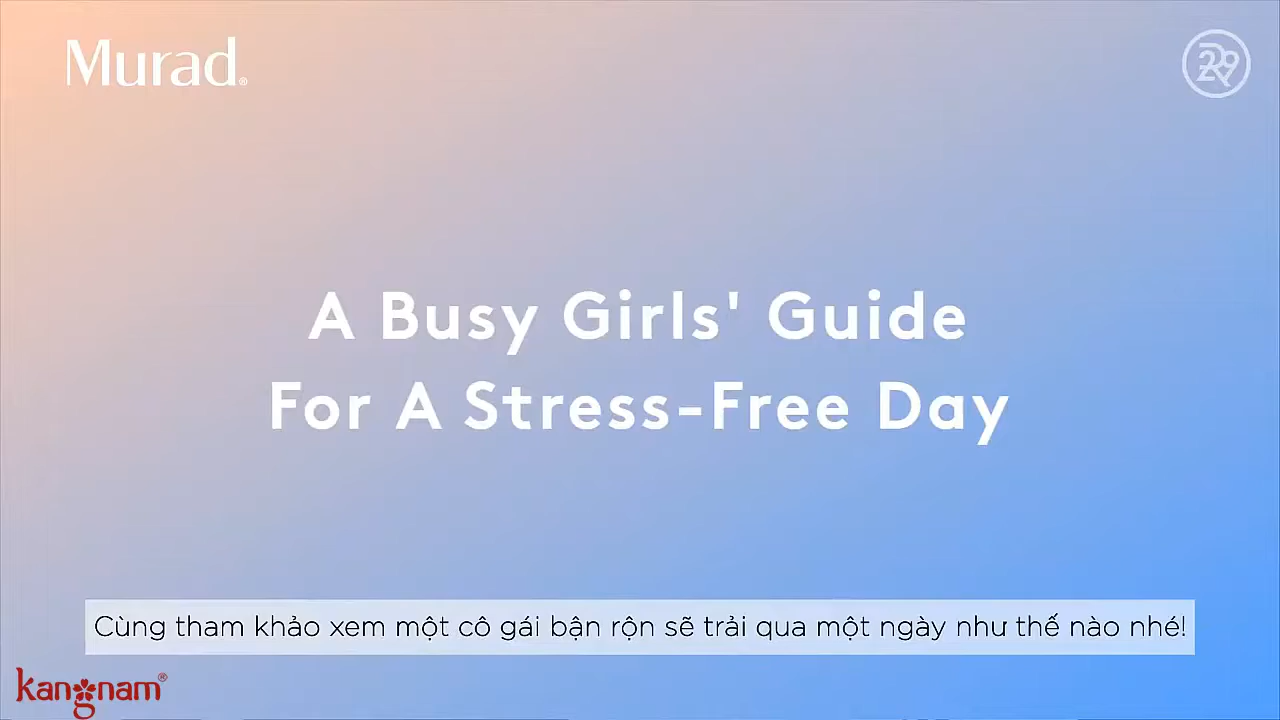 Murad®
R29
A Busy Girls' Guide
For A Stress-Free Day
Cùng tham khảo xem một cô gái bận rộn sẽ trải qua một ngày như thế nào nhé!
kangnam®